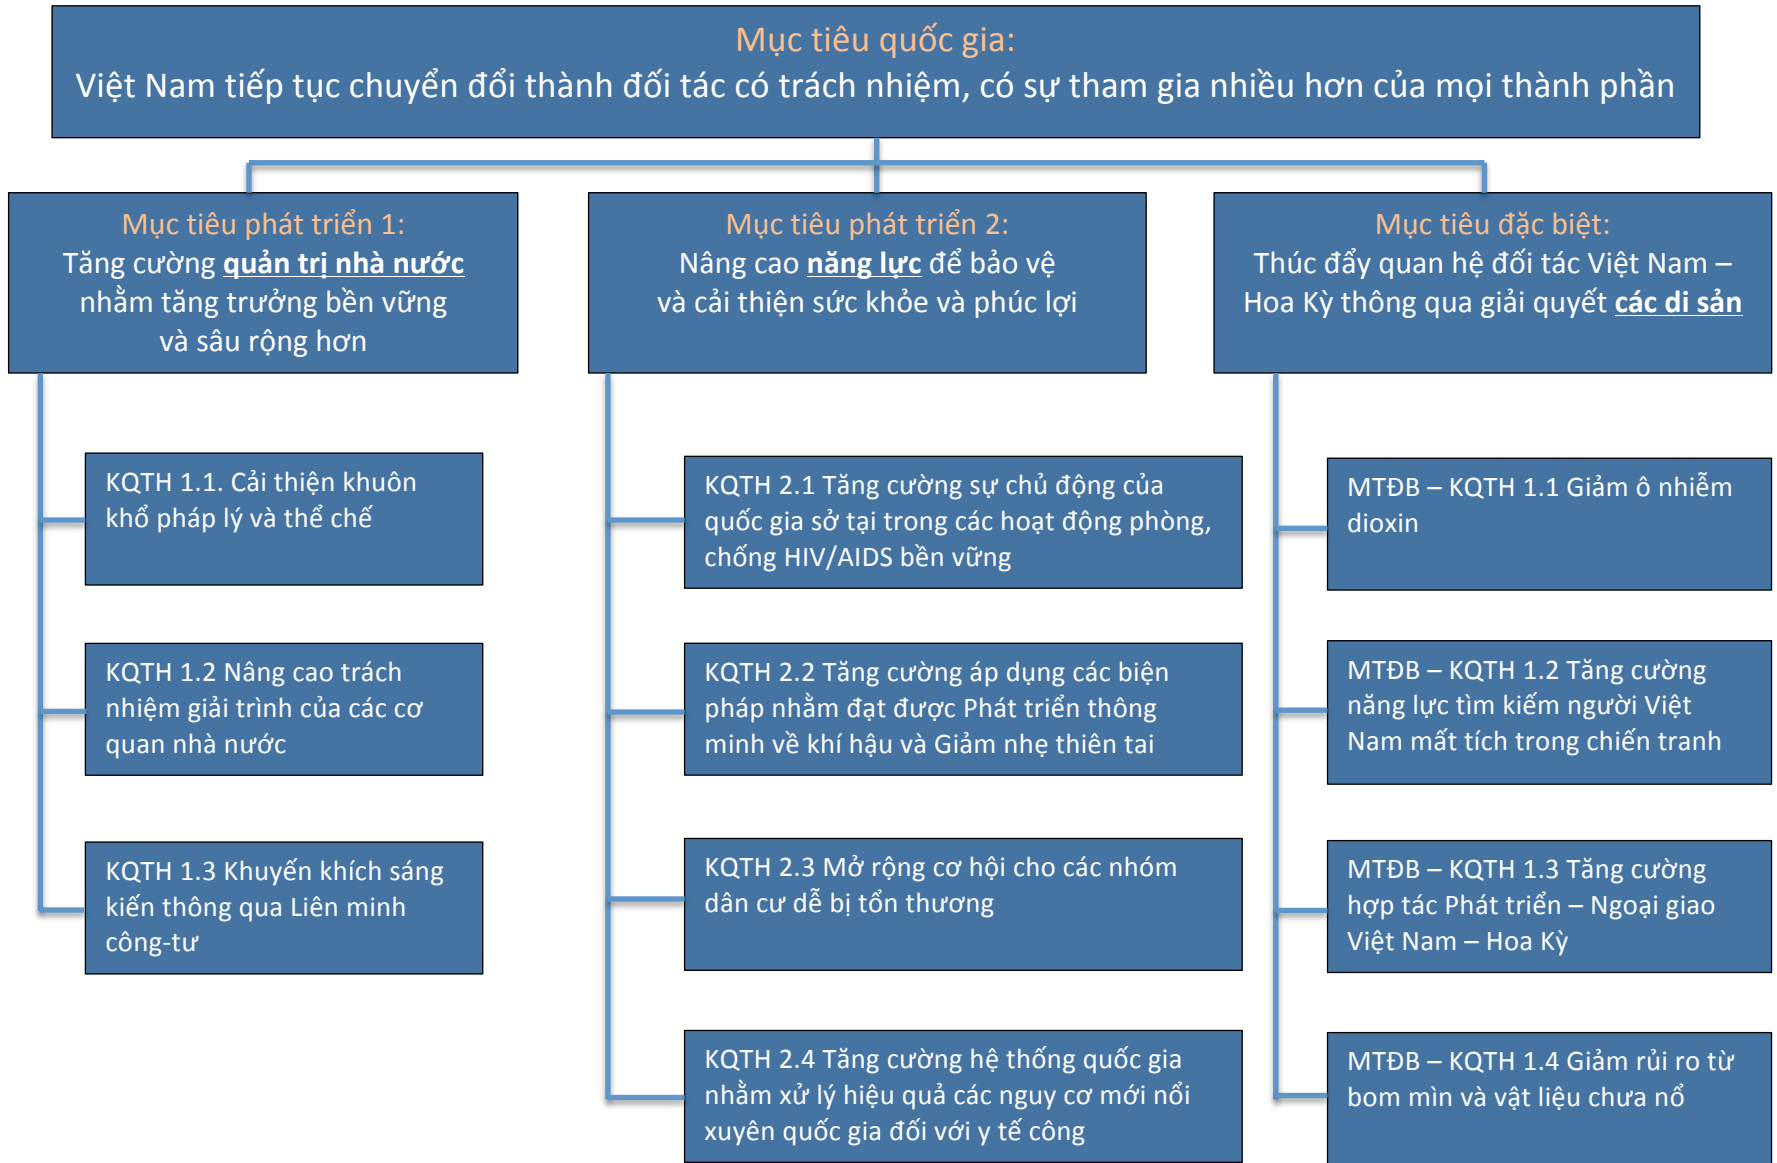 Mục tiêu quốc gia:
Việt Nam tiếp tục chuyển đổi thành đối tác có trách nhiệm, có sự tham gia nhiều hơn của mọi thành phần
Mục tiêu phát triển 1:
Tăng cường quản trị nhà nước
nhằm tăng trưởng bền vững
và sâu rộng hơn
KQTH 1.1. Cải thiện khuôn
khổ pháp lý và thể chế
KQTH 1.2 Nâng cao trách
nhiệm giải trình của các cơ
quan nhà nước
KQTH 1.3 Khuyến khích sáng
kiến thông qua Liên minh
công-tư
Mục tiêu phát triển 2:
Nâng cao năng lực để bảo vệ
và cải thiện sức khỏe và phúc lợi
KQTH 2.1 Tăng cường sự chủ động của
quốc gia sở tại trong các hoạt động phòng,
chống HIV/AIDS bền vững
KQTH 2.2 Tăng cường áp dụng các biện
pháp nhằm đạt được Phát triển thông
minh về khí hậu và Giảm nhẹ thiên tai
KQTH 2.3 Mở rộng cơ hội cho các nhóm
dân cư dễ bị tổn thương
KQTH 2.4 Tăng cường hệ thống quốc gia
nhằm xử lý hiệu quả các nguy cơ mới nổi
xuyên quốc gia đối với y tế công
Mục tiêu đặc biệt:
Thúc đẩy quan hệ đối tác Việt Nam –
Hoa Kỳ thông qua giải quyết các di sản
MTĐB – KQTH 1.1 Giảm ô nhiễm
dioxin
MTĐB – KQTH 1.2 Tăng cường
năng lực tìm kiếm người Việt
Nam mất tích trong chiến tranh
MTĐB – KQTH 1.3 Tăng cường
hợp tác Phát triển – Ngoại giao
Việt Nam – Hoa Kỳ
MTĐB – KQTH 1.4 Giảm rủi ro từ
bom mìn và vật liệu chưa nổ